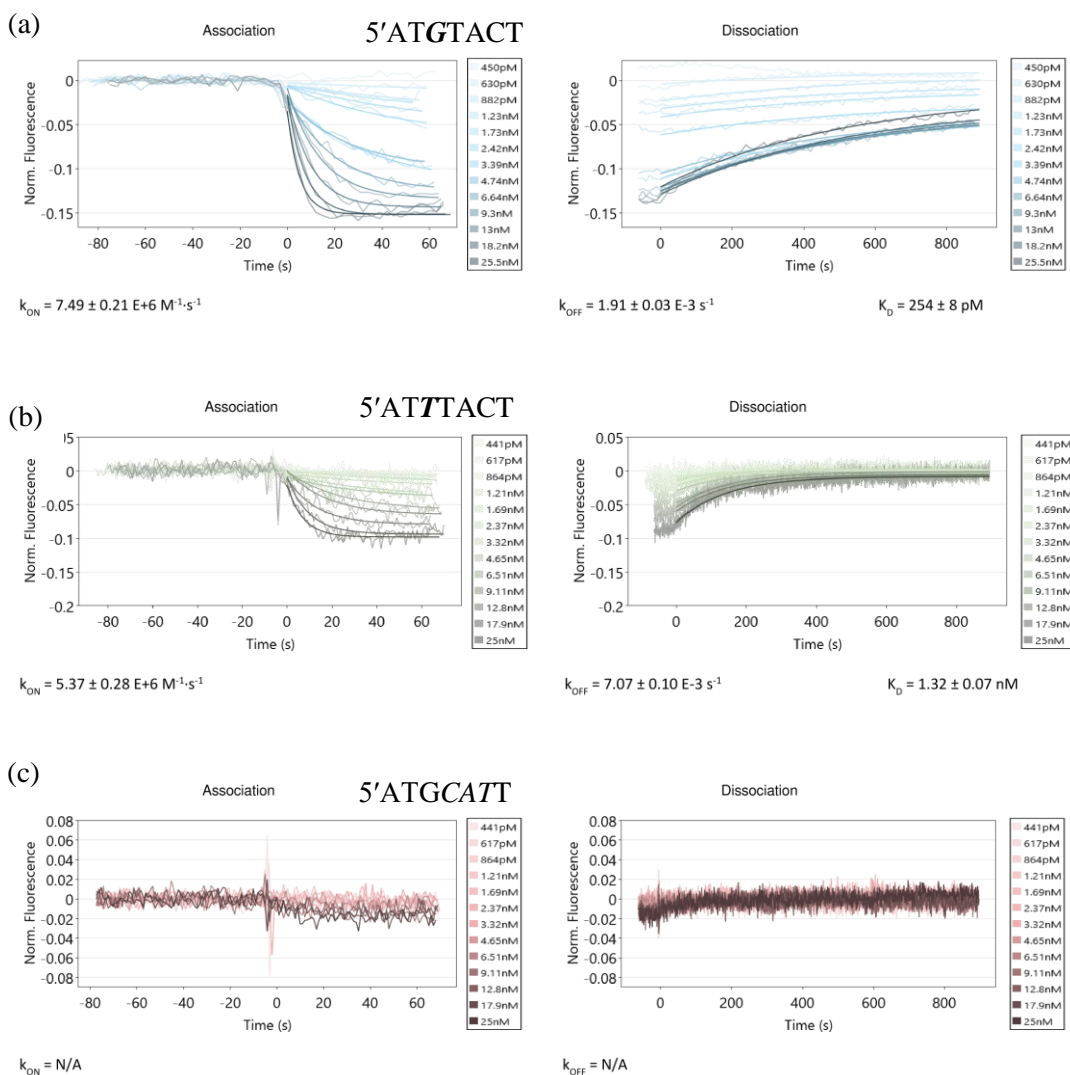 (a)
Association 5′ATGTACT Dissociation
Norm. Fluorescence
0
-0.05
-0.1
-0.15
-80 -60 -40 -20 0 20 40 60
Time (s)
450pM
630pM
882pM
1.23nM
1.73nM
2.42nM
3.39nM
4.74nM
6.64nM
9.3nM
13nM
18.2nM
25.5nM
Norm. Fluorescence
0
-0.05
-0.1
-0.15
0 200 400 600 800
Time (s)
450pM
630pM
882pM
1.23nM
1.73nM
2.42nM
3.39nM
4.74nM
6.64nM
9.3nM
13nM
18.2nM
25.5nM
kON = 7.49 ± 0.21 E+6 M⁻¹·s⁻¹ kOFF = 1.91 ± 0.03 E-3 s⁻¹ KD = 254 ± 8 pM
(b)
Association 5′ATTTACT Dissociation
Norm. Fluorescence
)5
0
-0.05
-0.1
-0.15
-0.2
-80 -60 -40 -20 0 20 40 60
Time (s)
441pM
617pM
864pM
1.21nM
1.69nM
2.37nM
3.32nM
4.65nM
6.51nM
9.11nM
12.8nM
17.9nM
25nM
Norm. Fluorescence
0.05
0
-0.05
-0.1
-0.15
-0.2
0 200 400 600 800
Time (s)
441pM
617pM
864pM
1.21nM
1.69nM
2.37nM
3.32nM
4.65nM
6.51nM
9.11nM
12.8nM
17.9nM
25nM
kON = 5.37 ± 0.28 E+6 M⁻¹·s⁻¹ kOFF = 7.07 ± 0.10 E-3 s⁻¹ KD = 1.32 ± 0.07 nM
(c)
Association 5′ATGCATT Dissociation
Norm. Fluorescence
0.08
0.06
0.04
0.02
0
-0.02
-0.04
-0.06
-0.08
-80 -60 -40 -20 0 20 40 60
Time (s)
441pM
617pM
864pM
1.21nM
1.69nM
2.37nM
3.32nM
4.65nM
6.51nM
9.11nM
12.8nM
17.9nM
25nM
Norm. Fluorescence
0.08
0.06
0.04
0.02
0
-0.02
-0.04
-0.06
-0.08
0 200 400 600 800
Time (s)
441pM
617pM
864pM
1.21nM
1.69nM
2.37nM
3.32nM
4.65nM
6.51nM
9.11nM
12.8nM
17.9nM
25nM
kON = N/A kOFF = N/A